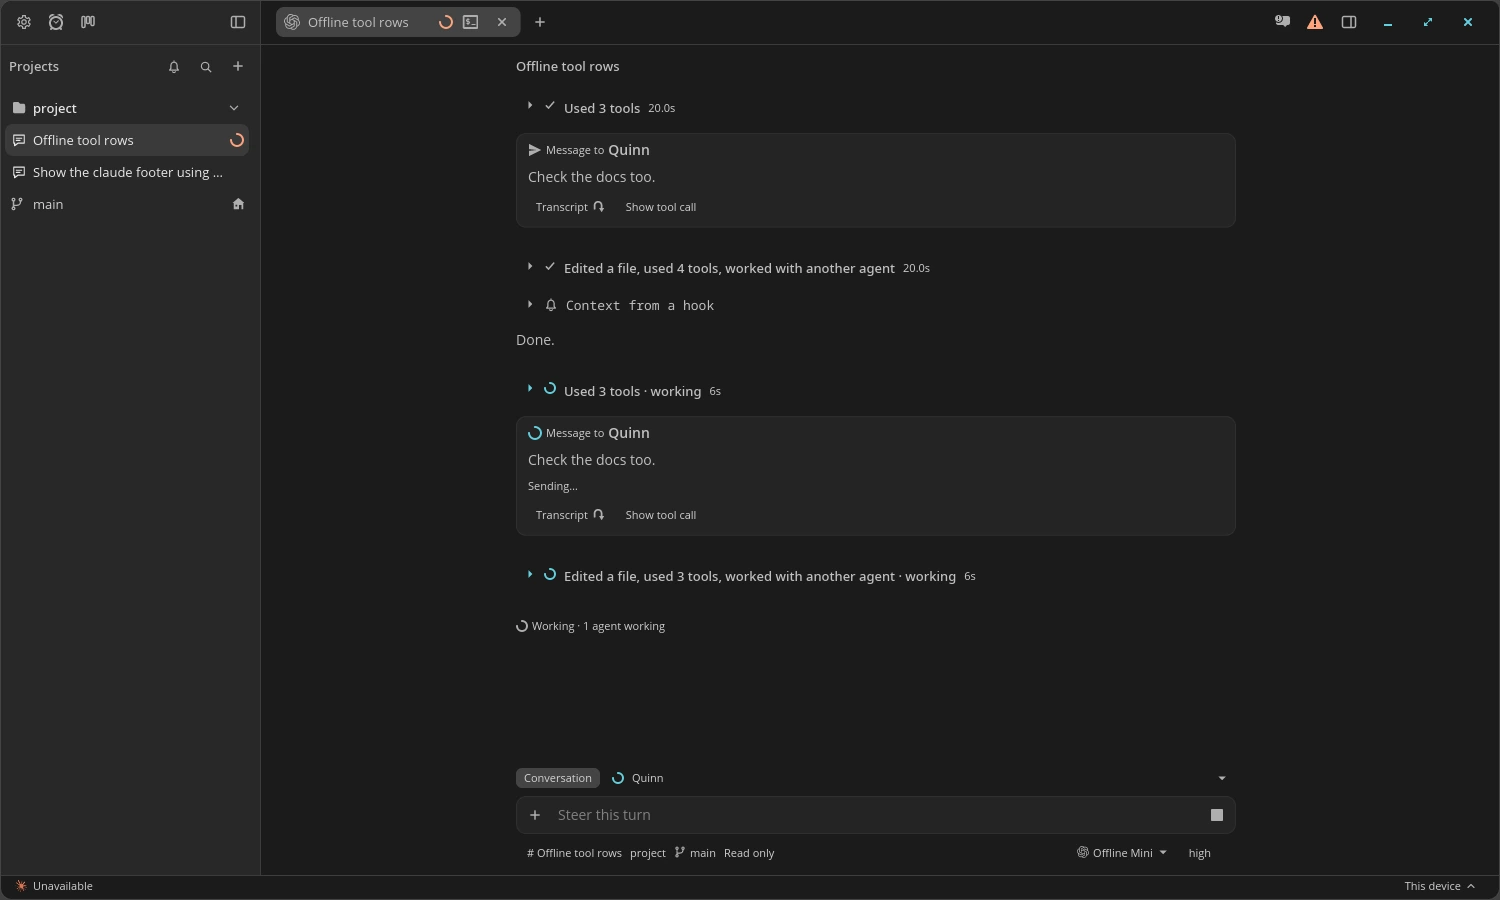 Offline tool rows
Projects
project
Offline tool rows
Show the claude footer using ...
main
Offline tool rows
Used 3 tools 20.0s
Message to Quinn
Check the docs too.
Transcript Show tool call
Edited a file, used 4 tools, worked with another agent 20.0s
Context from a hook
Done.
Used 3 tools · working 6s
Message to Quinn
Check the docs too.
Sending...
Transcript Show tool call
Edited a file, used 3 tools, worked with another agent · working 6s
Working · 1 agent working
Conversation Quinn
Steer this turn
# Offline tool rows project main Read only Offline Mini high
Unavailable This device